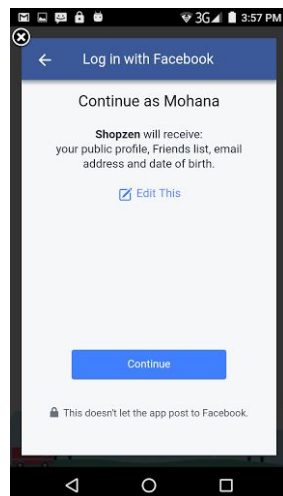 3G 3:57 PM
Log in with Facebook
Continue as Mohana
Shopzen will receive:
your public profile, Friends list, email
address and date of birth.
Edit This
Continue
This doesn't let the app post to Facebook.